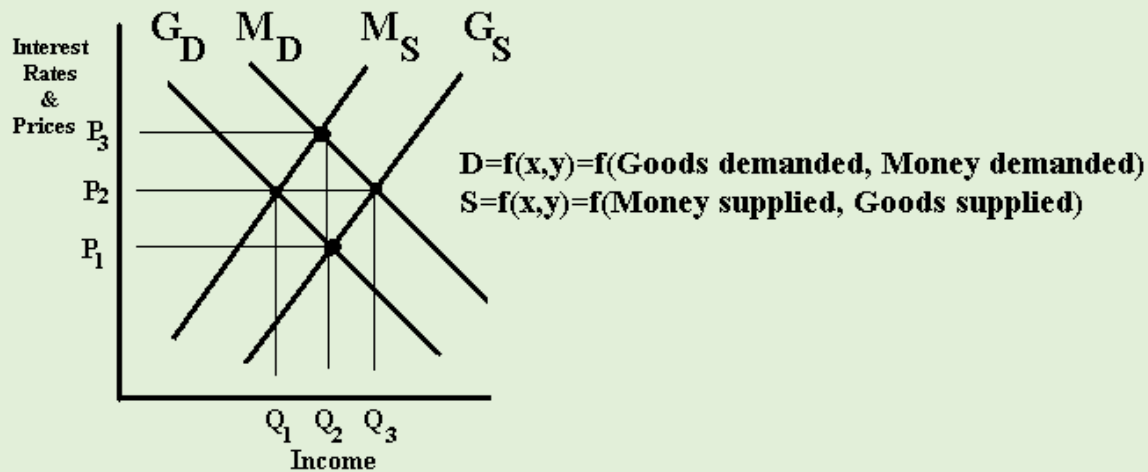 G_D M_D M_S G_S
Interest
Rates
&
Prices
P_3
P_2
P_1
D=f(x,y)=f(Goods demanded, Money demanded)
S=f(x,y)=f(Money supplied, Goods supplied)
Q_1 Q_2 Q_3
Income